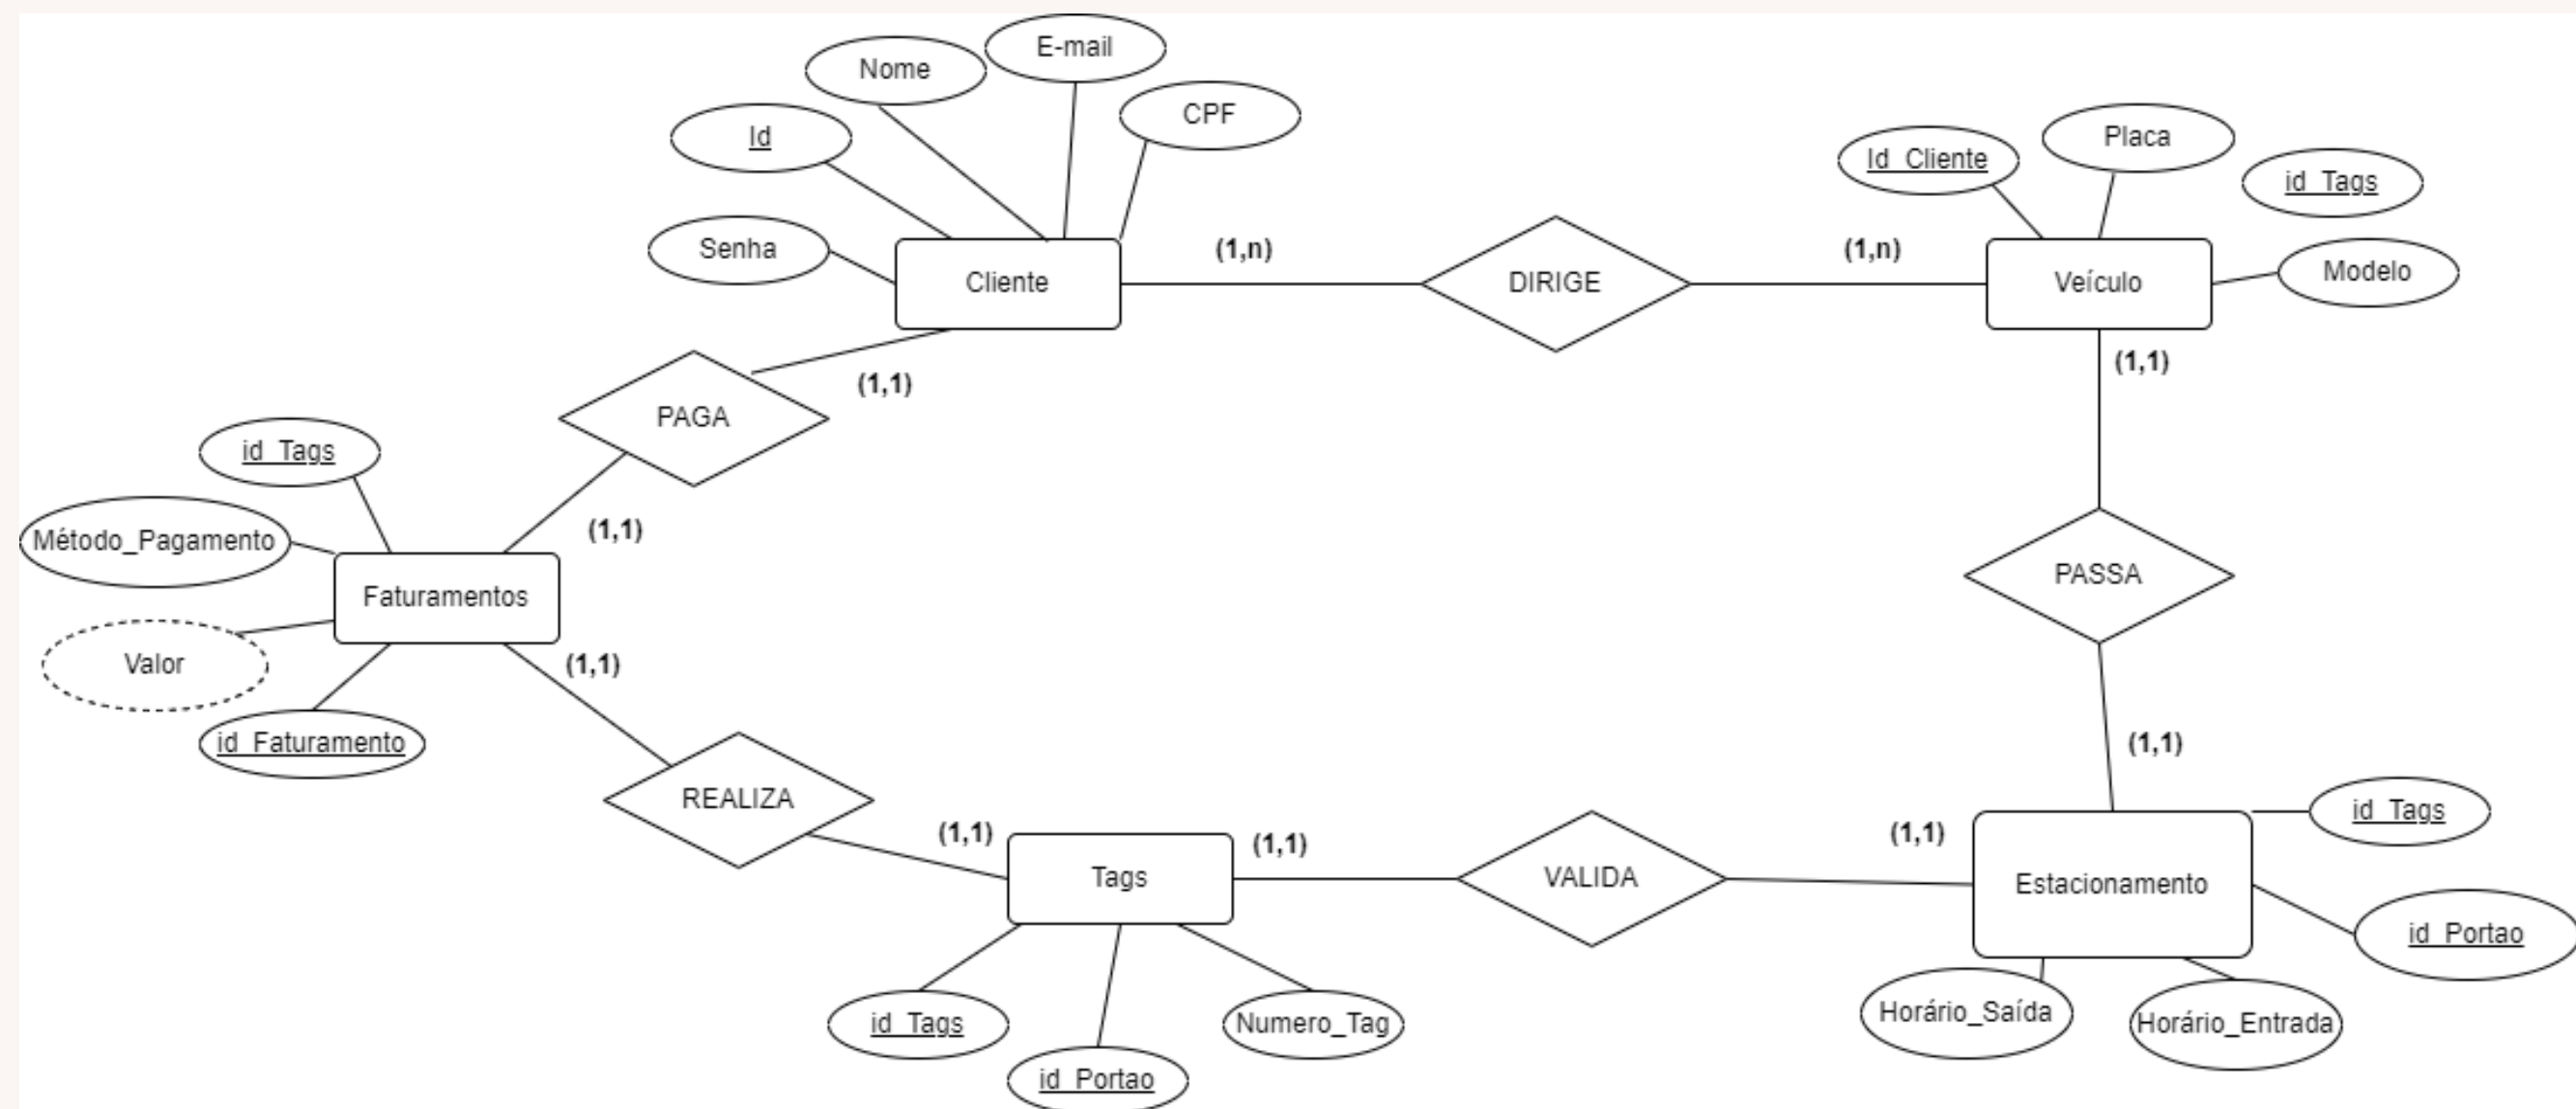 E-mail
Nome
CPF
Id
Placa
Id_Cliente
id_Tags
Senha
(1,n)
(1,n)
Modelo
Cliente
DIRIGE
Veículo
(1,1)
(1,1)
PAGA
id_Tags
(1,1)
Método_Pagamento
PASSA
Faturamentos
Valor
(1,1)
id_Faturamento
(1,1)
REALIZA
id_Tags
(1,1)
(1,1)
(1,1)
Tags
VALIDA
Estacionamento
id_Portao
Horário_Saída
id_Tags
Numero_Tag
Horário_Entrada
id_Portao